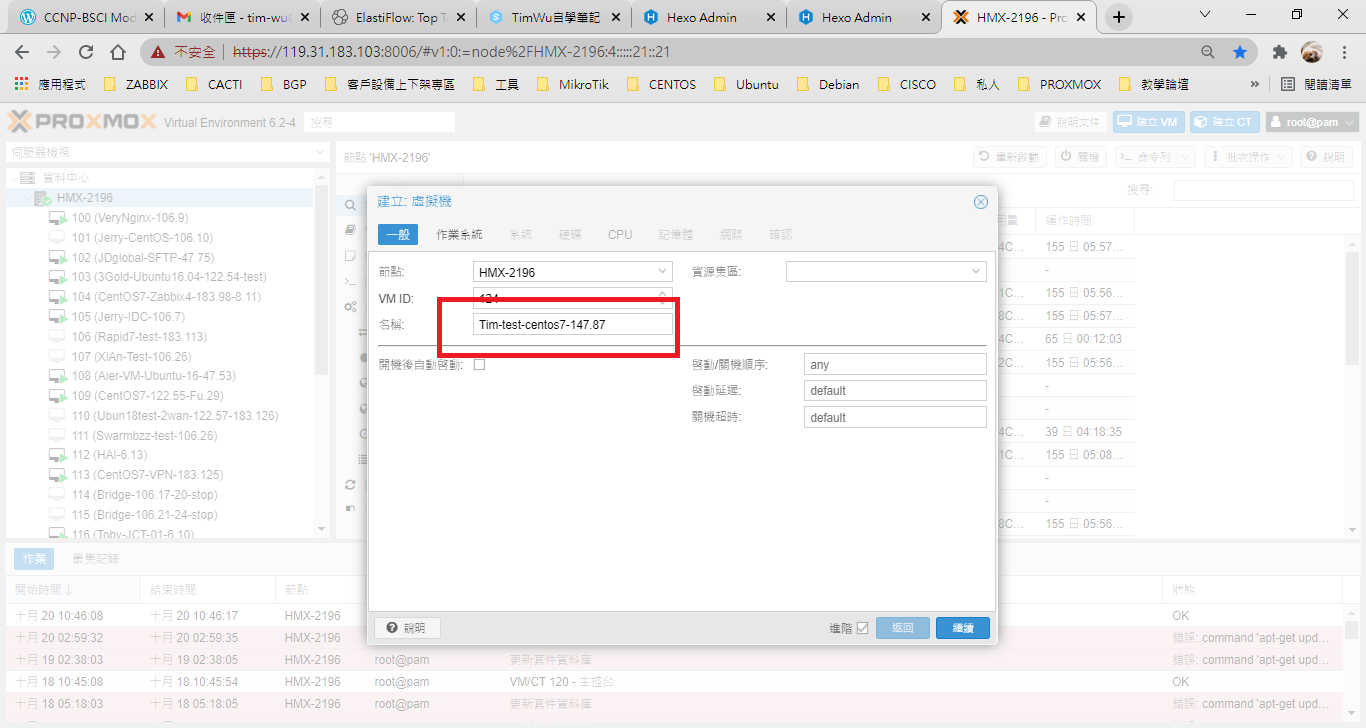 CCNP-BSCI Mod
收件匣 - tim-wu@
ElastiFlow: Top T
TimWu自學筆記
Hexo Admin
Hexo Admin
HMX-2196 - Pro
不安全 https://119.31.183.103:8006/#v1:0:=node%2FHMX-2196:4:::::21::21
應用程式 ZABBIX CACTI BGP 客戶設備上下架專區 工具 MikroTik CENTOS Ubuntu Debian CISCO 私人 PROXMOX 教學論壇 » 閱讀清單
PROXMOX Virtual Environment 6.2-4 搜尋 說明文件 建立 VM 建立 CT root@pam
伺服器檢視
節點 'HMX-2196' 重新啟動 關機 命令列 批次操作 說明
資料中心
HMX-2196
100 (VeryNginx-106.9)
101 (Jerry-CentOS-106.10)
102 (JDglobal-SFTP-47.75)
103 (3Gold-Ubuntu16.04-122.54-test)
104 (CentOS7-Zabbix4-183.98-8.11)
105 (Jerry-IDC-106.7)
106 (Rapid7-test-183.113)
107 (XiAn-Test-106.26)
108 (Aier-VM-Ubuntu-16-47.53)
109 (CentOS7-122.55-Fu.29)
110 (Ubun18test-2wan-122.57-183.126)
111 (Swarmbzz-test-106.26)
112 (HAI-6.13)
113 (CentOS7-VPN-183.125)
114 (Bridge-106.17-20-stop)
115 (Bridge-106.21-24-stop)
116 (Toby-JCT-01-6.10)
搜尋:
用量 運作時間
4C... 155 日 05:57...
-
1C... 155 日 05:56...
8C... 155 日 05:57...
4C... 65 日 00:12:03
2C... 155 日 05:56...
-
-
4C... 39 日 04:18:35
1C... 155 日 05:08...
-
-
8C... 155 日 05:56...
建立: 虛擬機
一般 作業系統 系統 硬碟 CPU 記憶體 網路 確認
節點: HMX-2196 資源集區:
VM ID: 124
名稱: Tim-test-centos7-147.87
開機後自動啓動: 啓動/關機順序: any
啓動延遲: default
關機超時: default
說明 進階 返回 繼續
作業 叢集記錄
開始時間 ↓ 结束時間 節點 狀態
十月 20 10:46:08 十月 20 10:46:17 HMX-2196 OK
十月 20 02:59:32 十月 20 02:59:35 HMX-2196 錯誤: command 'apt-get upd...
十月 19 02:38:03 十月 19 02:38:05 HMX-2196 root@pam 更新套件資料庫 錯誤: command 'apt-get upd...
十月 18 10:45:08 十月 18 10:45:54 HMX-2196 root@pam VM/CT 120 - 主控台 OK
十月 18 05:18:03 十月 18 05:18:05 HMX-2196 root@pam 更新套件資料庫 錯誤: command 'apt-get upd...